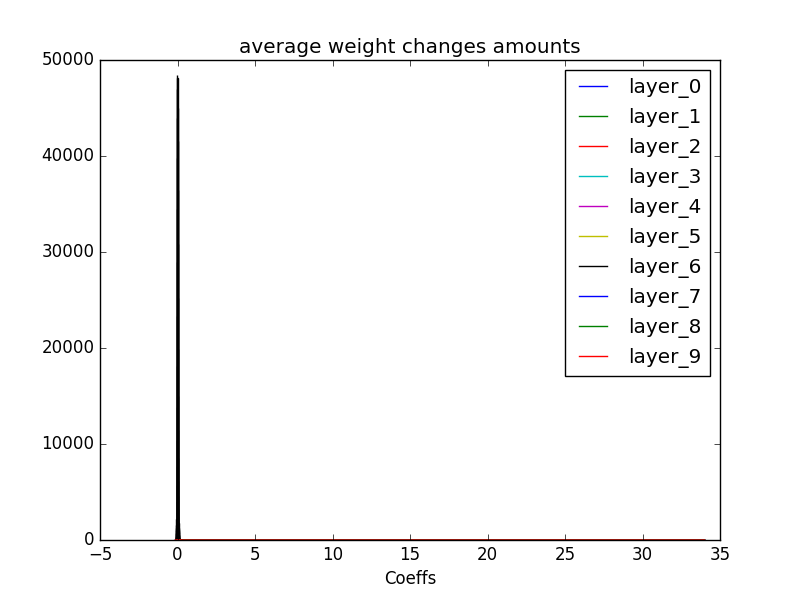 average weight changes amounts
50000
40000
30000
20000
10000
0
layer_0
layer_1
layer_2
layer_3
layer_4
layer_5
layer_6
layer_7
layer_8
layer_9
−5 0 5 10 15 20 25 30 35
Coeffs